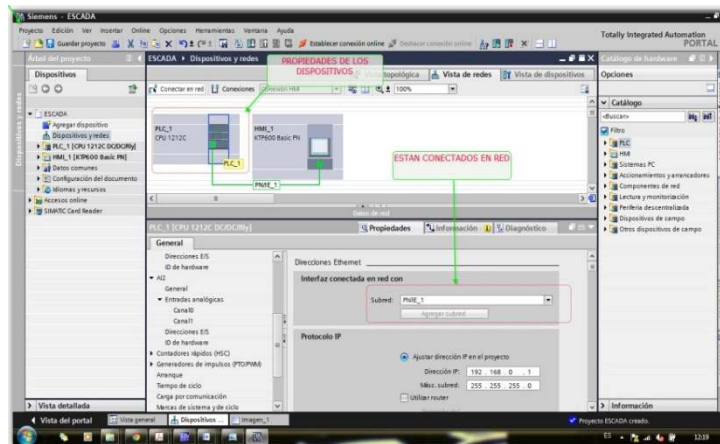 Siemens - ESCADA
Proyecto Edición Ver Insertar Online Opciones Herramientas Ventana Ayuda
Totally Integrated Automation
PORTAL
Guardar proyecto
Establecer conexión online
Deshacer conexión online
Árbol del proyecto
ESCADA ▸ Dispositivos y redes
Catálogo de hardware
PROPIEDADES DE LOS
DISPOSITIVOS
Dispositivos
topológica
Vista de redes
Vista de dispositivos
Opciones
Conectar en red
Conexiones
100%
Catálogo
<Buscar>
Filtro
ESCADA
Agregar dispositivo
Dispositivos y redes
PLC_1 [CPU 1212C DC/DC/Rly]
HMI_1 [KTP600 Basic PN]
Datos comunes
Configuración del documento
Idiomas y recursos
Accesos online
SIMATIC Card Reader
PLC_1
CPU 1212C
HMI_1
KTP600 Basic PN
PLC_1
PN/IE_1
ESTAN CONECTADOS EN RED
PLC
HMI
Sistemas PC
Accionamientos y arrancadores
Componentes de red
Lectura y monitorización
Periferia descentralizada
Dispositivos de campo
Otros dispositivos de campo
Datos de red
PLC_1 [CPU 1212C DC/DC/Rly]
Propiedades
Información
Diagnóstico
General
Direcciones E/S
ID de hardware
AI2
General
Entradas analógicas
Canal0
Canal1
Direcciones E/S
ID de hardware
Contadores rápidos (HSC)
Generadores de impulsos (PTO/PWM)
Arranque
Tiempo de ciclo
Carga por comunicación
Marcas de sistema y de ciclo
Direcciones Ethernet
Interfaz conectada en red con
Subred: PN/IE_1
Agregar subred
Protocolo IP
Ajustar dirección IP en el proyecto
Dirección IP: 192 . 168 . 0 . 1
Másc. subred: 255 . 255 . 255 . 0
Utilizar router
Vista detallada
Información
Vista del portal
Vista general
Dispositivos ...
Imagen_1
Proyecto ESCADA creado.
ES
12:19